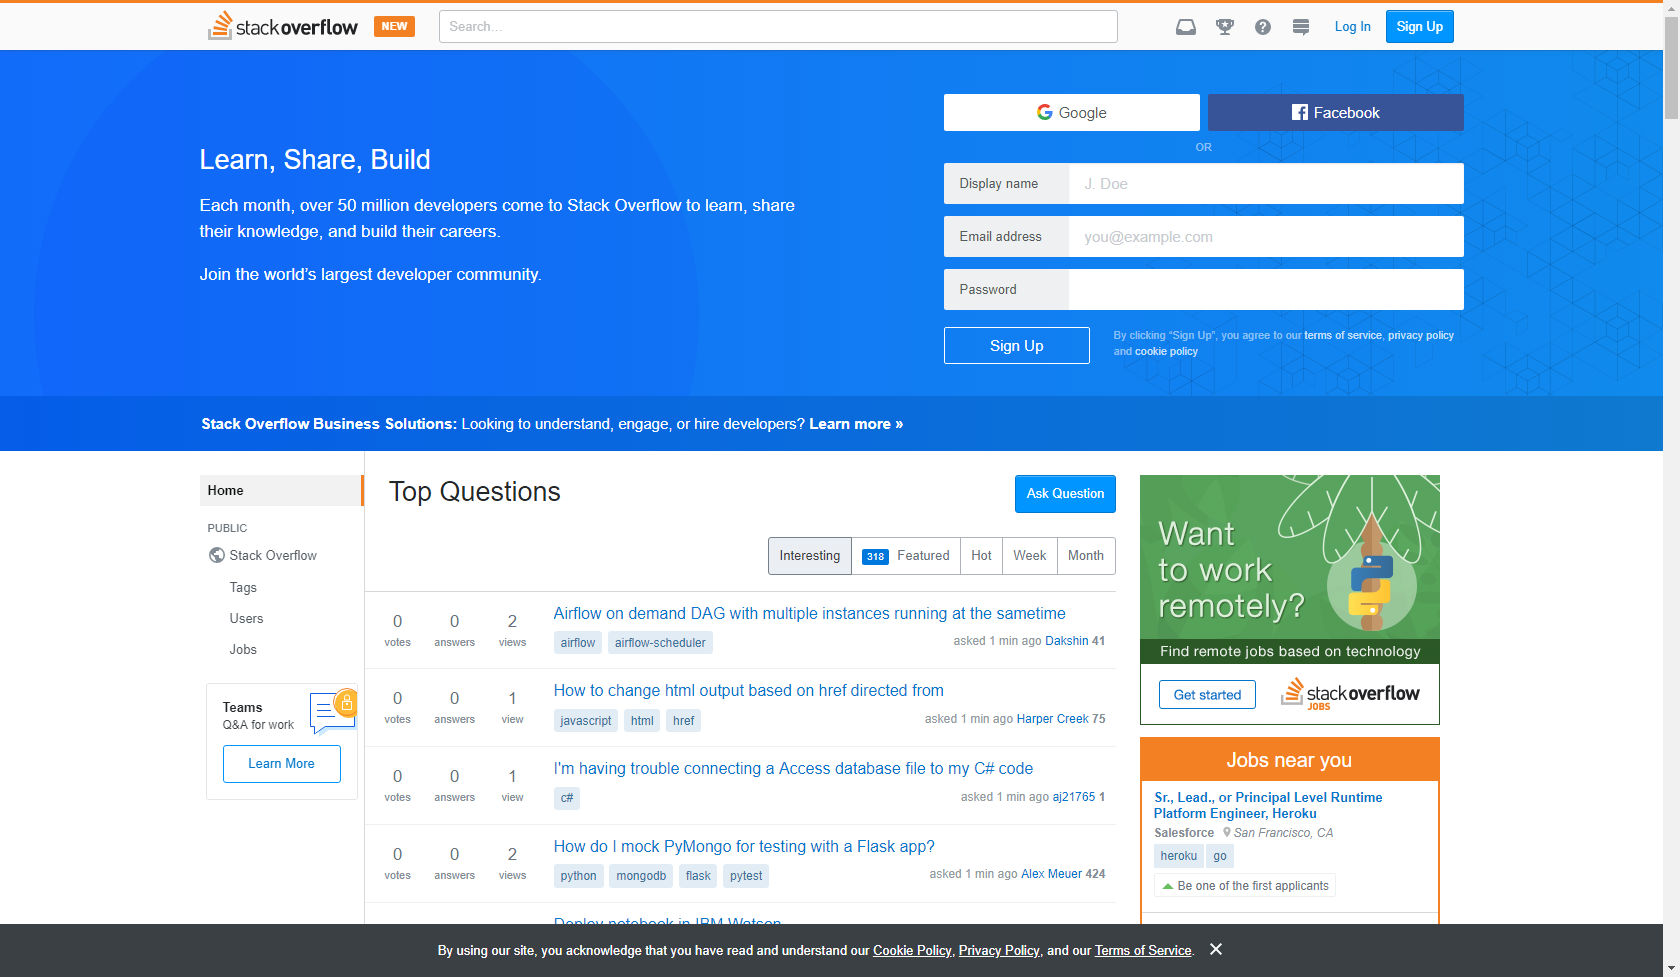 stackoverflow NEW Search... Log In Sign Up
Google Facebook
OR
Learn, Share, Build
Each month, over 50 million developers come to Stack Overflow to learn, share
their knowledge, and build their careers.
Join the world's largest developer community.
Display name J. Doe
Email address you@example.com
Password
Sign Up
By clicking "Sign Up", you agree to our terms of service, privacy policy
and cookie policy
Stack Overflow Business Solutions: Looking to understand, engage, or hire developers? Learn more »
Home
PUBLIC
Stack Overflow
Tags
Users
Jobs
Teams
Q&A for work
Learn More
Top Questions
Ask Question
Interesting 318 Featured Hot Week Month
0 votes 0 answers 2 views
Airflow on demand DAG with multiple instances running at the sametime
airflow airflow-scheduler
asked 1 min ago Dakshin 41
0 votes 0 answers 1 view
How to change html output based on href directed from
javascript html href
asked 1 min ago Harper Creek 75
0 votes 0 answers 1 view
I'm having trouble connecting a Access database file to my C# code
c#
asked 1 min ago aj21765 1
0 votes 0 answers 2 views
How do I mock PyMongo for testing with a Flask app?
python mongodb flask pytest
asked 1 min ago Alex Meuer 424
Deploy notebook in IBM Watson
Want
to work
remotely?
Find remote jobs based on technology
Get started
stackoverflow
JOBS
Jobs near you
Sr., Lead., or Principal Level Runtime
Platform Engineer, Heroku
Salesforce San Francisco, CA
heroku go
Be one of the first applicants
By using our site, you acknowledge that you have read and understand our Cookie Policy, Privacy Policy, and our Terms of Service.